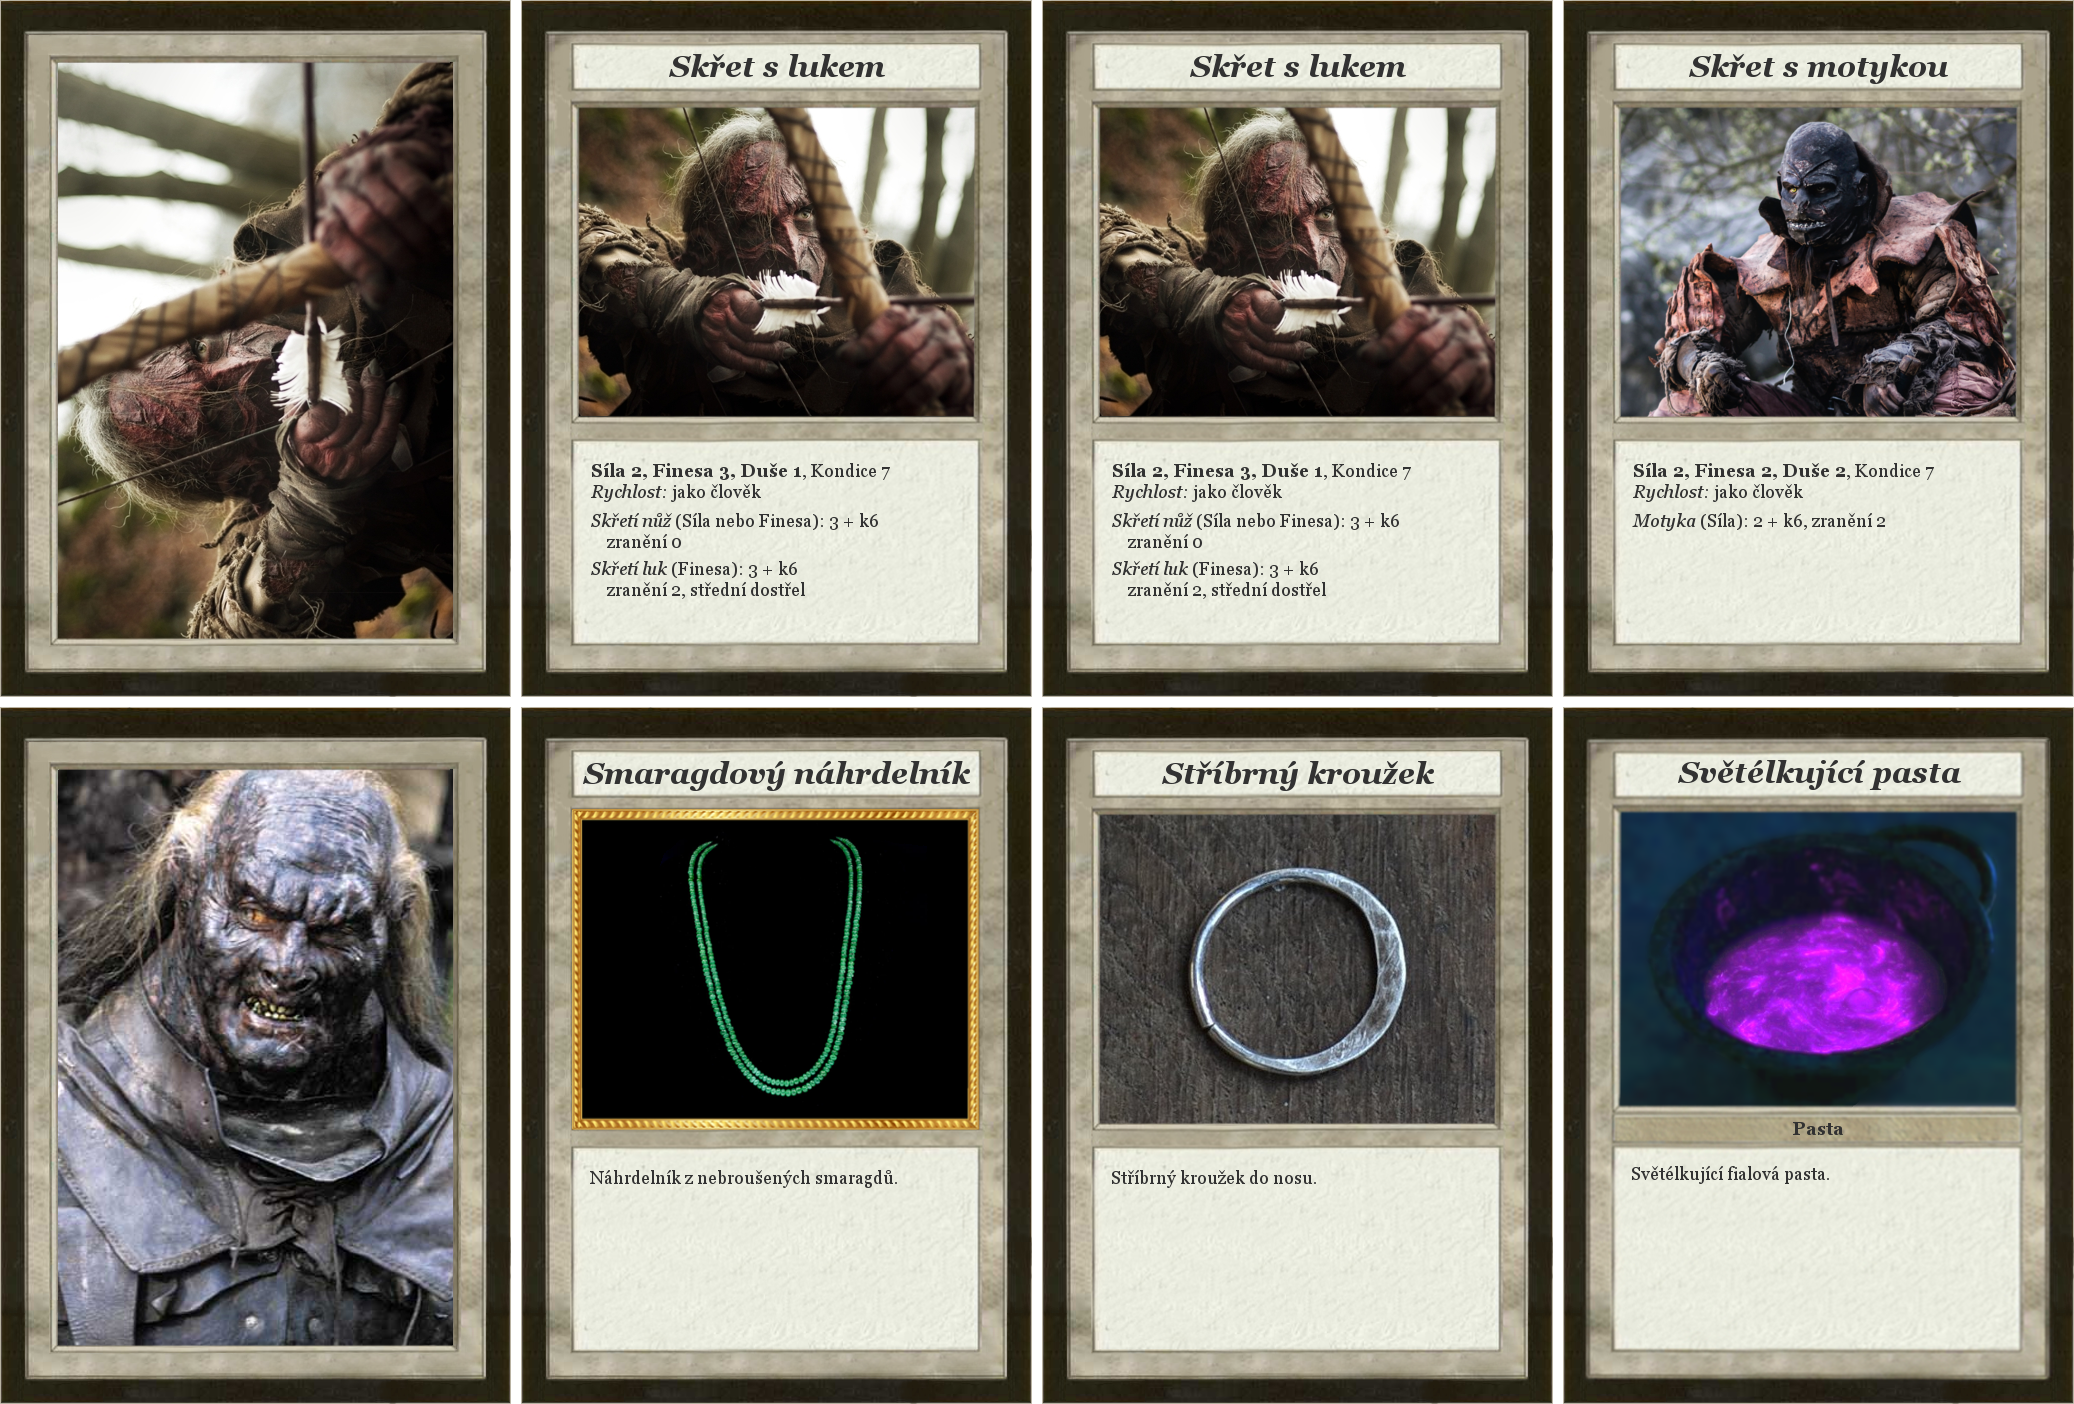 Skřet s lukem
Síla 2, Finesa 3, Duše 1, Kondice 7
Rychlost: jako člověk
Skřetí nůž (Síla nebo Finesa): 3 + k6
zranění 0
Skřetí luk (Finesa): 3 + k6
zranění 2, střední dostřel
Skřet s lukem
Síla 2, Finesa 3, Duše 1, Kondice 7
Rychlost: jako člověk
Skřetí nůž (Síla nebo Finesa): 3 + k6
zranění 0
Skřetí luk (Finesa): 3 + k6
zranění 2, střední dostřel
Skřet s motykou
Síla 2, Finesa 2, Duše 2, Kondice 7
Rychlost: jako člověk
Motyka (Síla): 2 + k6, zranění 2
Smaragdový náhrdelník
Náhrdelník z nebroušených smaragdů.
Stříbrný kroužek
Stříbrný kroužek do nosu.
Světélkující pasta
Pasta
Světélkující fialová pasta.